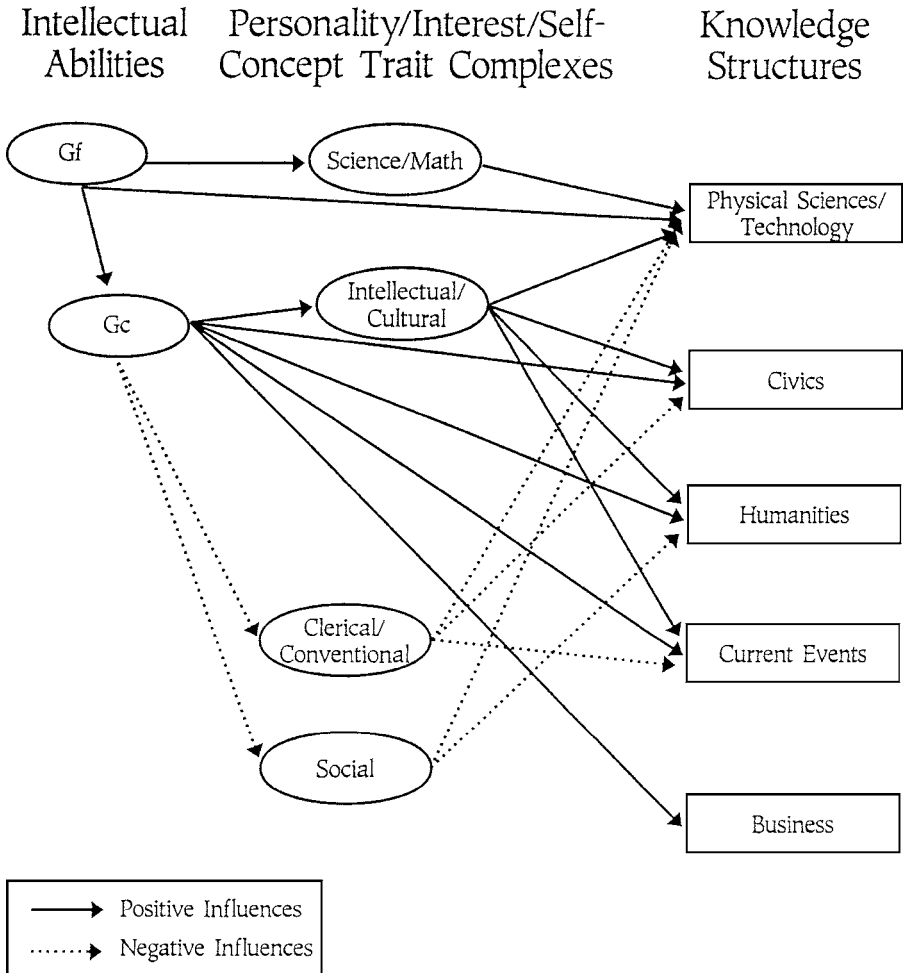 Intellectual
Abilities
Personality/Interest/Self-
Concept Trait Complexes
Knowledge
Structures
Gf
Science/Math
Physical Sciences/
Technology
Gc
Intellectual/
Cultural
Civics
Humanities
Clerical/
Conventional
Current Events
Social
Business
Positive Influences
Negative Influences